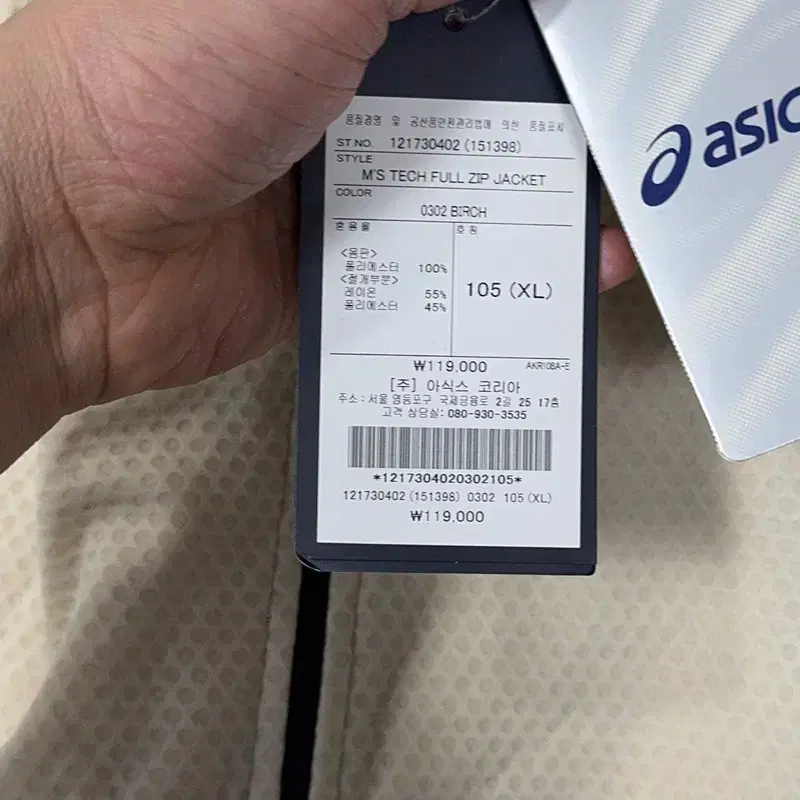 품질경영 및 공산품안전관리법에 의한 품질표시
ST.NO. 121730402 (151398)
STYLE
M'S TECH FULL ZIP JACKET
COLOR
0302 BIRCH
혼용율
호칭
<몸판>
폴리에스터 100%
<절개부분>
레이온 55%
폴리에스터 45%
105 (XL)
₩119,000 AKR108A-E
[주] 아식스 코리아
주소 : 서울 영등포구 국제금융로 2길 25 17층
고객 상담실: 080-930-3535
*1217304020302105*
121730402 (151398) 0302 105 (XL)
₩119,000
asic